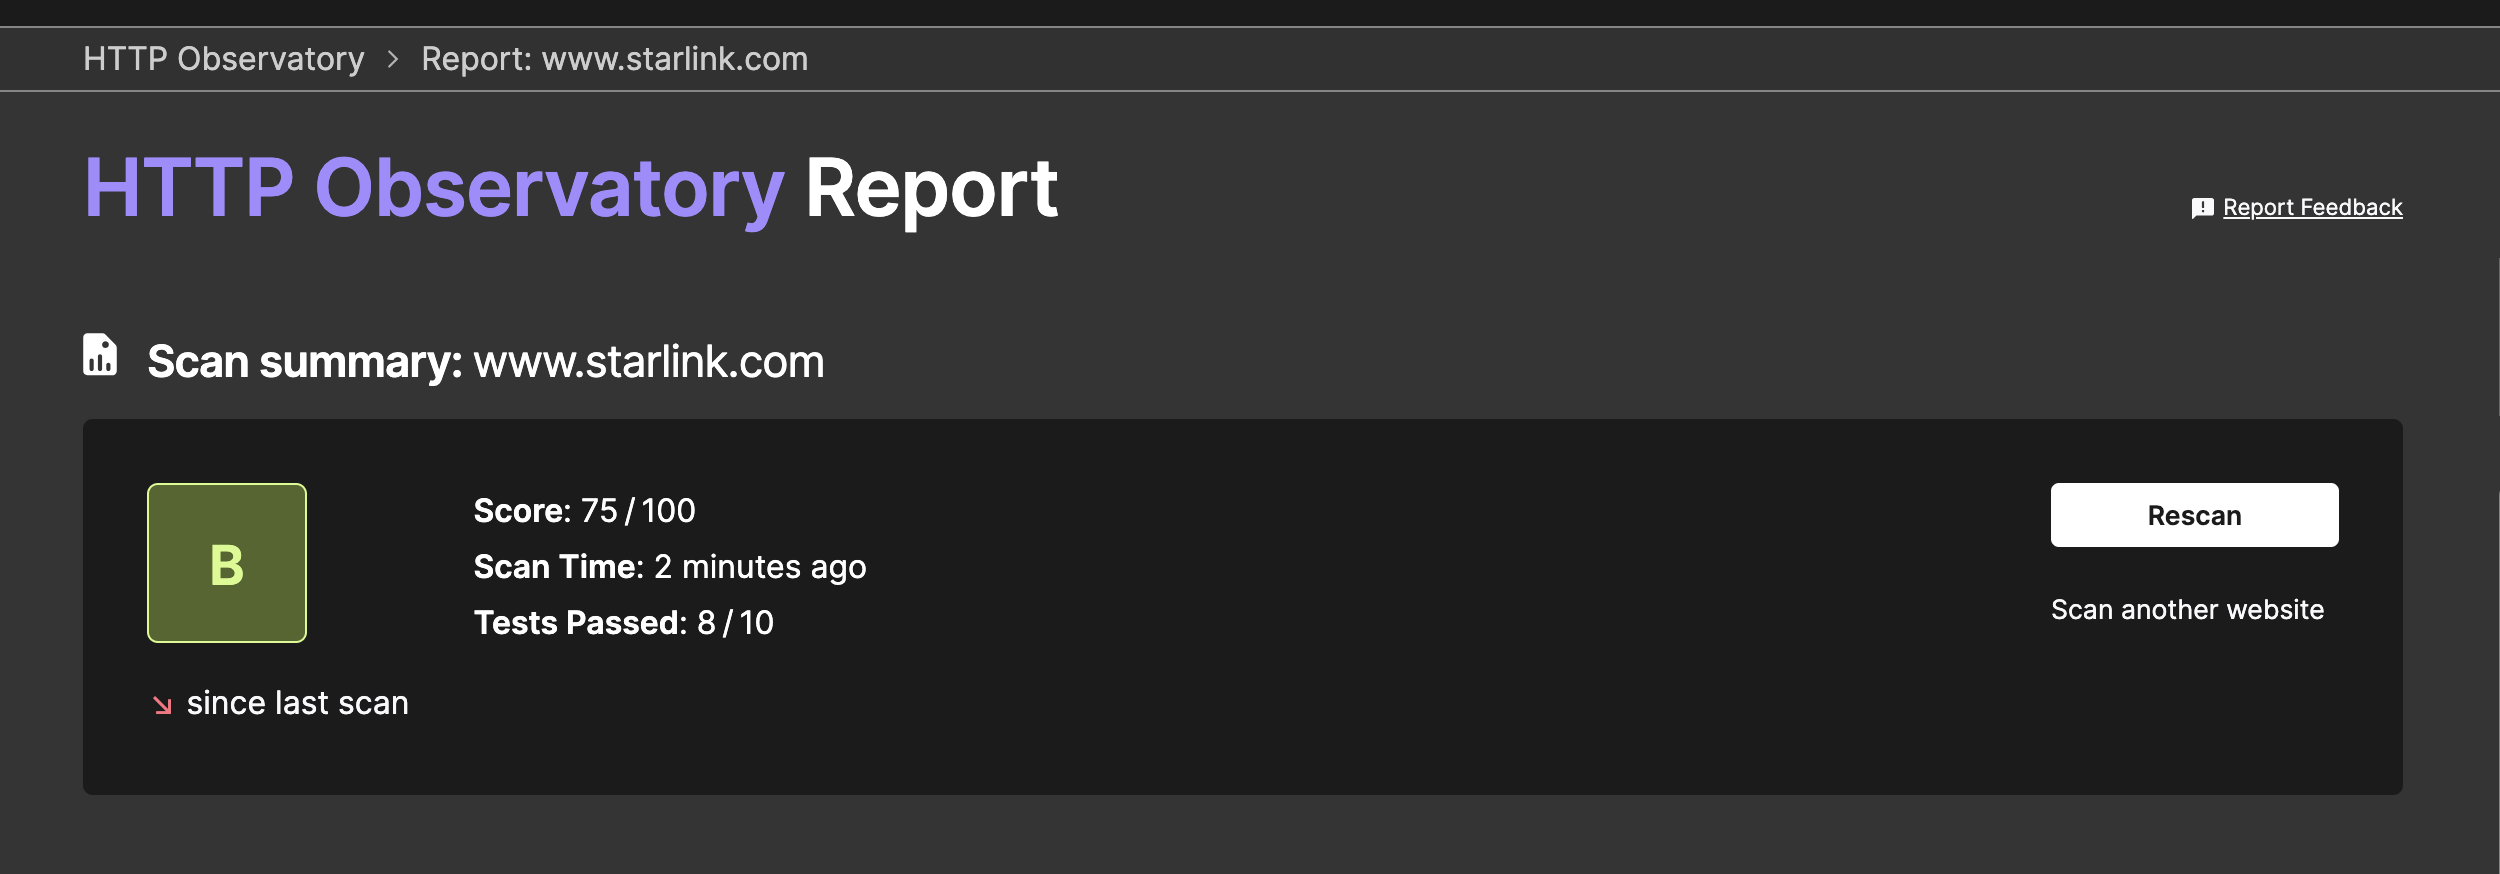 HTTP Observatory > Report: www.starlink.com
HTTP Observatory Report
Report Feedback
Scan summary: www.starlink.com
B
Score: 75 / 100
Scan Time: 2 minutes ago
Tests Passed: 8 / 10
since last scan
Rescan
Scan another website